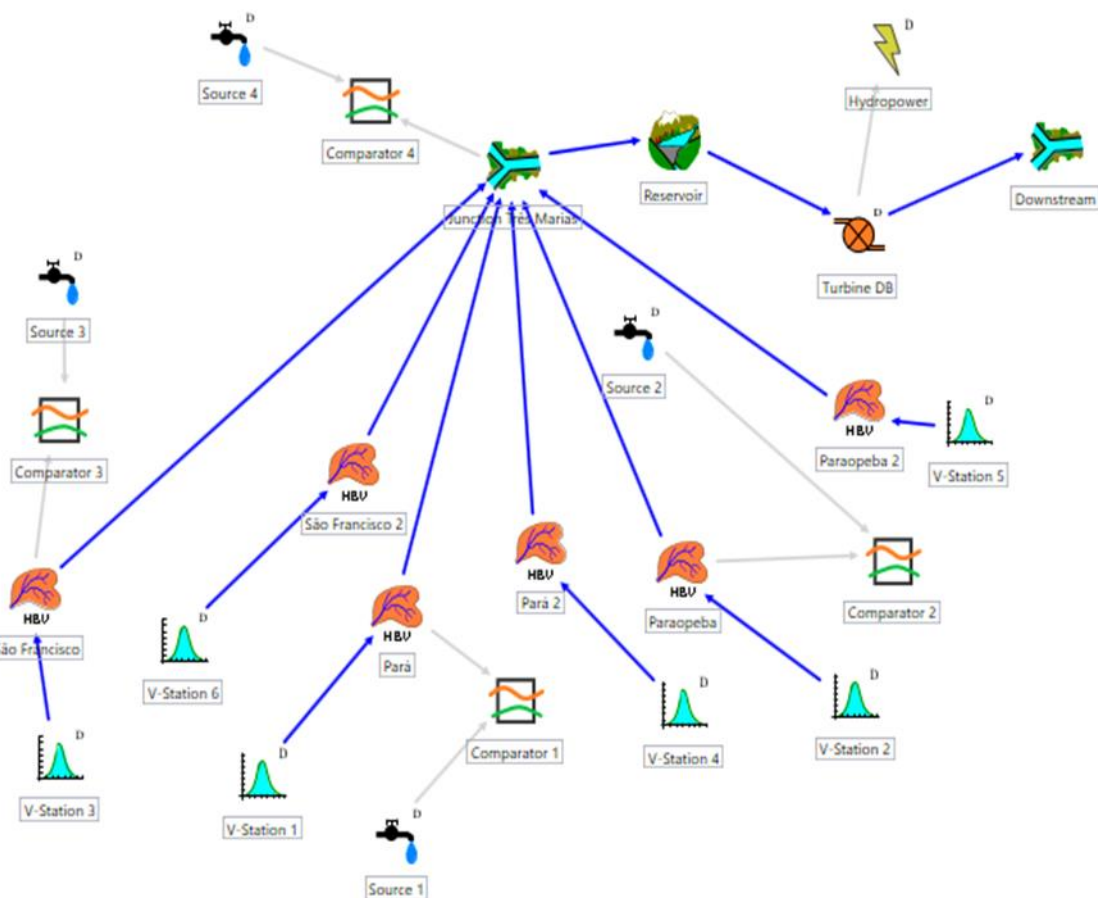 D
Source 4
Comparator 4
Junction Três Marias
Reservoir
D
Hydropower
Downstream
D
Turbine DB
D
Source 3
Comparator 3
D
Source 2
HBV
Paraopeba 2
D
V-Station 5
HBV
São Francisco 2
HBV
São Francisco
D
V-Station 3
D
V-Station 6
HBV
Pará
D
V-Station 1
HBV
Pará 2
HBV
Paraopeba
Comparator 2
D
V-Station 4
D
V-Station 2
Comparator 1
D
Source 1